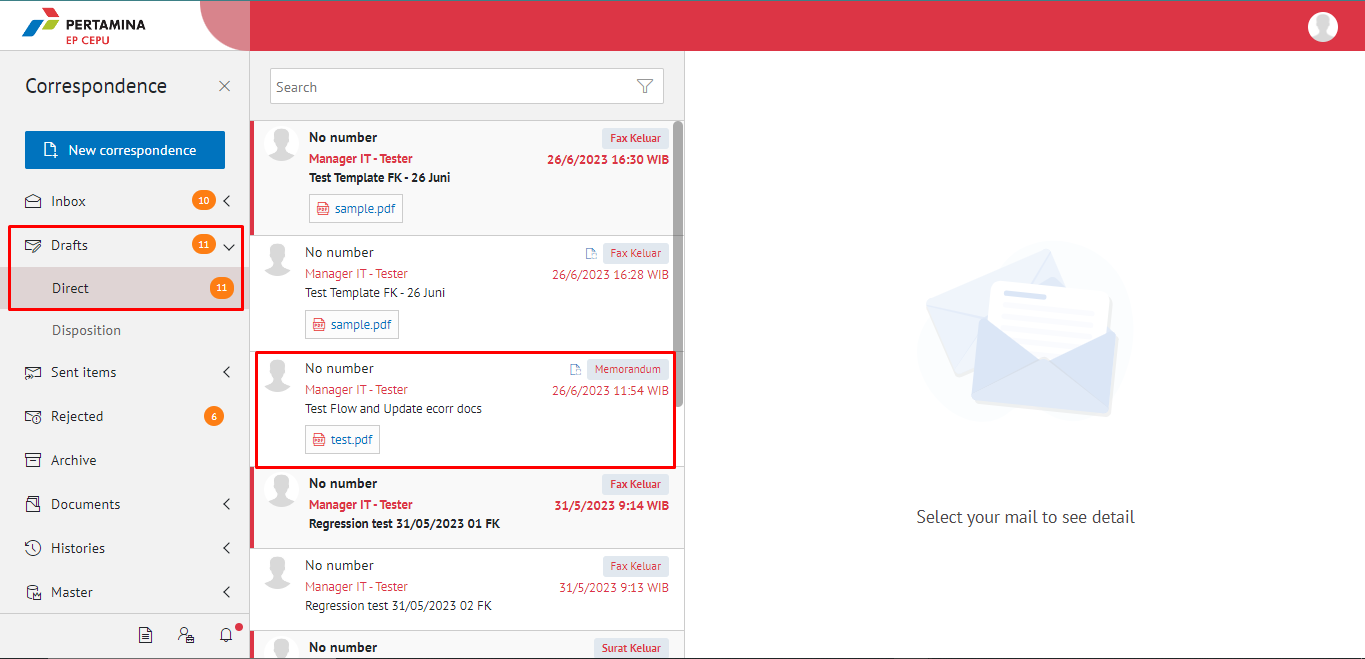 PERTAMINA
EP CEPU
Correspondence
New correspondence
Inbox 10
Drafts 11
Direct 11
Disposition
Sent items
Rejected 6
Archive
Documents
Histories
Master
Search
No number Fax Keluar
Manager IT - Tester 26/6/2023 16:30 WIB
Test Template FK - 26 Juni
PDF sample.pdf
No number Fax Keluar
Manager IT - Tester 26/6/2023 16:28 WIB
Test Template FK - 26 Juni
PDF sample.pdf
No number Memorandum
Manager IT - Tester 26/6/2023 11:54 WIB
Test Flow and Update ecorr docs
PDF test.pdf
No number Fax Keluar
Manager IT - Tester 31/5/2023 9:14 WIB
Regression test 31/05/2023 01 FK
No number Fax Keluar
Manager IT - Tester 31/5/2023 9:13 WIB
Regression test 31/05/2023 02 FK
No number Surat Keluar
Select your mail to see detail